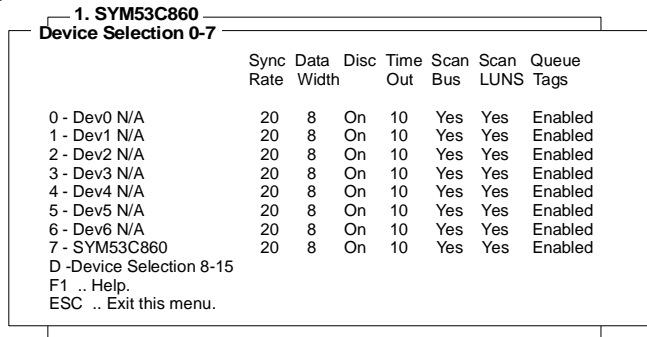 1. SYM53C860
Device Selection 0-7
Sync Data Disc Time Scan Scan Queue
Rate Width Out Bus LUNS Tags
0 - Dev0 N/A 20 8 On 10 Yes Yes Enabled
1 - Dev1 N/A 20 8 On 10 Yes Yes Enabled
2 - Dev2 N/A 20 8 On 10 Yes Yes Enabled
3 - Dev3 N/A 20 8 On 10 Yes Yes Enabled
4 - Dev4 N/A 20 8 On 10 Yes Yes Enabled
5 - Dev5 N/A 20 8 On 10 Yes Yes Enabled
6 - Dev6 N/A 20 8 On 10 Yes Yes Enabled
7 - SYM53C860 20 8 On 10 Yes Yes Enabled
D -Device Selection 8-15
F1 .. Help.
ESC .. Exit this menu.